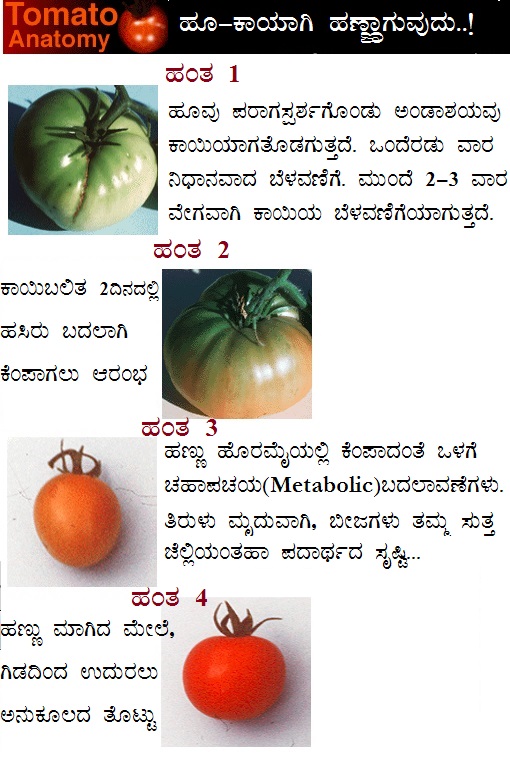 Tomato
Anatomy
ಹೂ-ಕಾಯಾಗಿ ಹಣ್ಣಾಗುವುದು..!
ಹಂತ 1
ಹೂವು ಪರಾಗಸ್ಪರ್ಶಗೊಂಡು ಅಂಡಾಶಯವು
ಕಾಯಿಯಾಗತೊಡಗುತ್ತದೆ. ಒಂದೆರಡು ವಾರ
ನಿಧಾನವಾದ ಬೆಳವಣಿಗೆ. ಮುಂದೆ 2-3 ವಾರ
ವೇಗವಾಗಿ ಕಾಯಿಯ ಬೆಳವಣಿಗೆಯಾಗುತ್ತದೆ.
ಹಂತ 2
ಕಾಯಿಬಲಿತ 2ದಿನದಲ್ಲಿ
ಹಸಿರು ಬದಲಾಗಿ
ಕೆಂಪಾಗಲು ಆರಂಭ
ಹಂತ 3
ಹಣ್ಣು ಹೊರಮೈಯಲ್ಲಿ ಕೆಂಪಾದಂತೆ ಒಳಗೆ
ಚಹಾಪಚಯ(Metabolic)ಬದಲಾವಣೆಗಳು.
ತಿರುಳು ಮೃದುವಾಗಿ, ಬೀಜಗಳು ತಮ್ಮ ಸುತ್ತ
ಜೆಲ್ಲಿಯಂತಹಾ ಪದಾರ್ಥದ ಸೃಷ್ಟಿ...
ಹಂತ 4
ಹಣ್ಣು ಮಾಗಿದ ಮೇಲೆ,
ಗಿಡದಿಂದ ಉದುರಲು
ಅನುಕೂಲದ ತೊಟ್ಟು